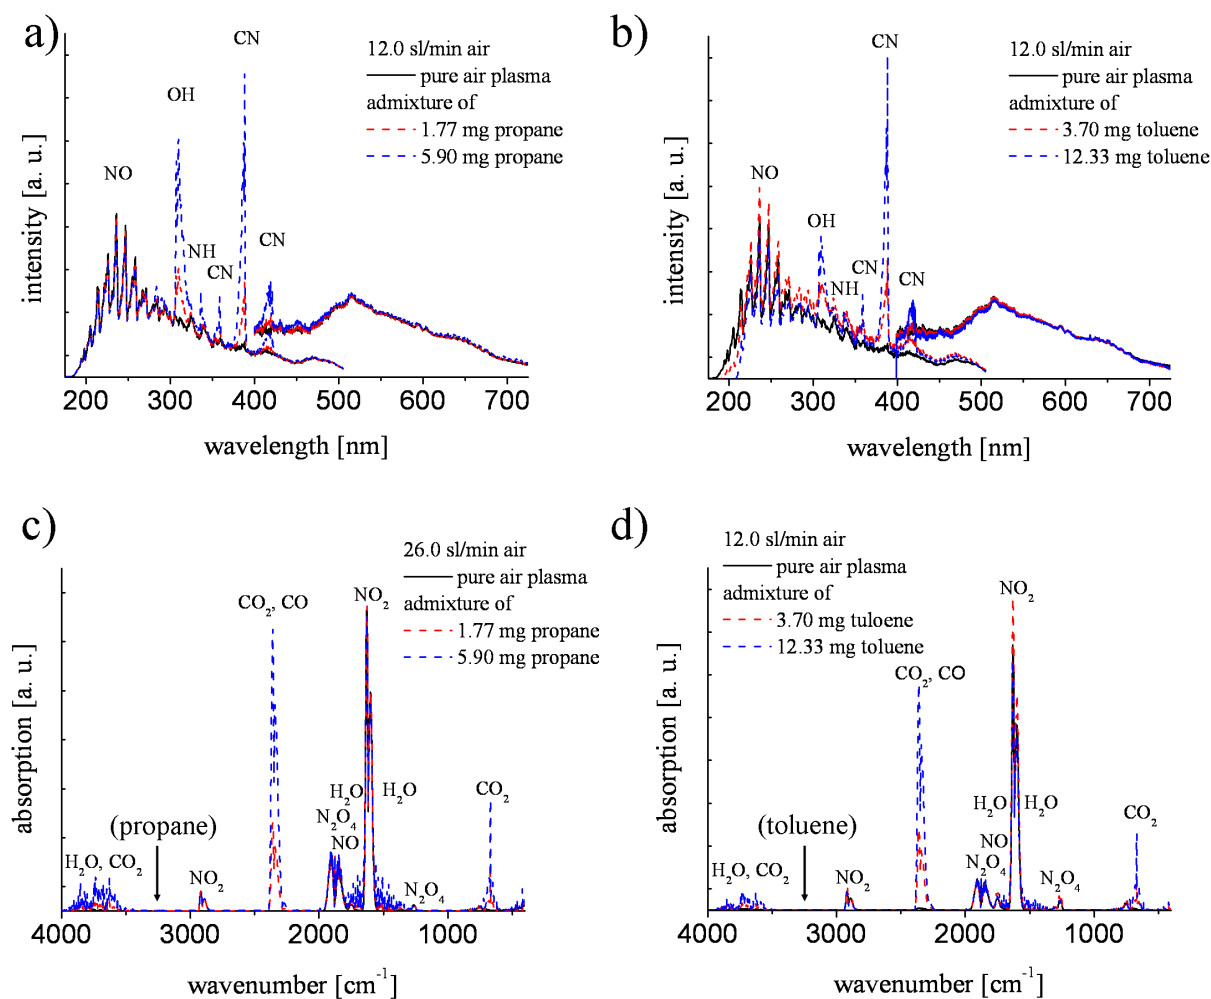 a)
12.0 sl/min air
pure air plasma
admixture of
1.77 mg propane
5.90 mg propane
CN
OH
NO
NH
CN
CN
intensity [a. u.]
200 300 400 500 600 700
wavelength [nm]
b)
12.0 sl/min air
pure air plasma
admixture of
3.70 mg toluene
12.33 mg toluene
CN
NO
OH
NH
CN
CN
intensity [a. u.]
200 300 400 500 600 700
wavelength [nm]
c)
26.0 sl/min air
pure air plasma
admixture of
1.77 mg propane
5.90 mg propane
NO₂
CO₂, CO
H₂O
H₂O
CO₂
N₂O₄
NO
(propane)
H₂O, CO₂
NO₂
N₂O₄
absorption [a. u.]
4000 3000 2000 1000
wavenumber [cm⁻¹]
d)
12.0 sl/min air
pure air plasma
admixture of
3.70 mg tuloene
12.33 mg toluene
NO₂
CO₂, CO
H₂O
H₂O
CO₂
(toluene)
NO
N₂O₄
H₂O, CO₂
NO₂
N₂O₄
absorption [a. u.]
4000 3000 2000 1000
wavenumber [cm⁻¹]